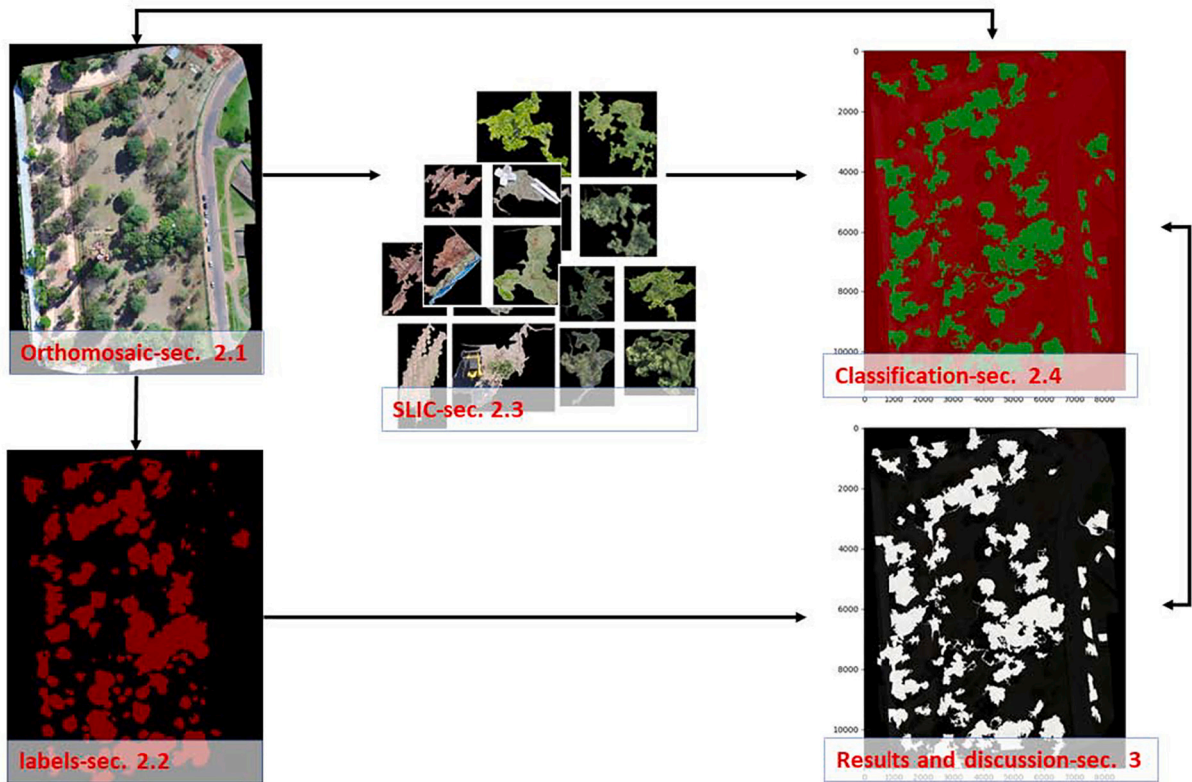 Orthomosaic-sec. 2.1
SLIC-sec. 2.3
0
2000
4000
6000
8000
10000
Classification-sec. 2.4
0 1000 2000 3000 4000 5000 6000 7000 8000
labels-sec. 2.2
0
2000
4000
6000
8000
10000
Results and discussion-sec. 3
0 1000 2000 3000 4000 5000 6000 7000 8000